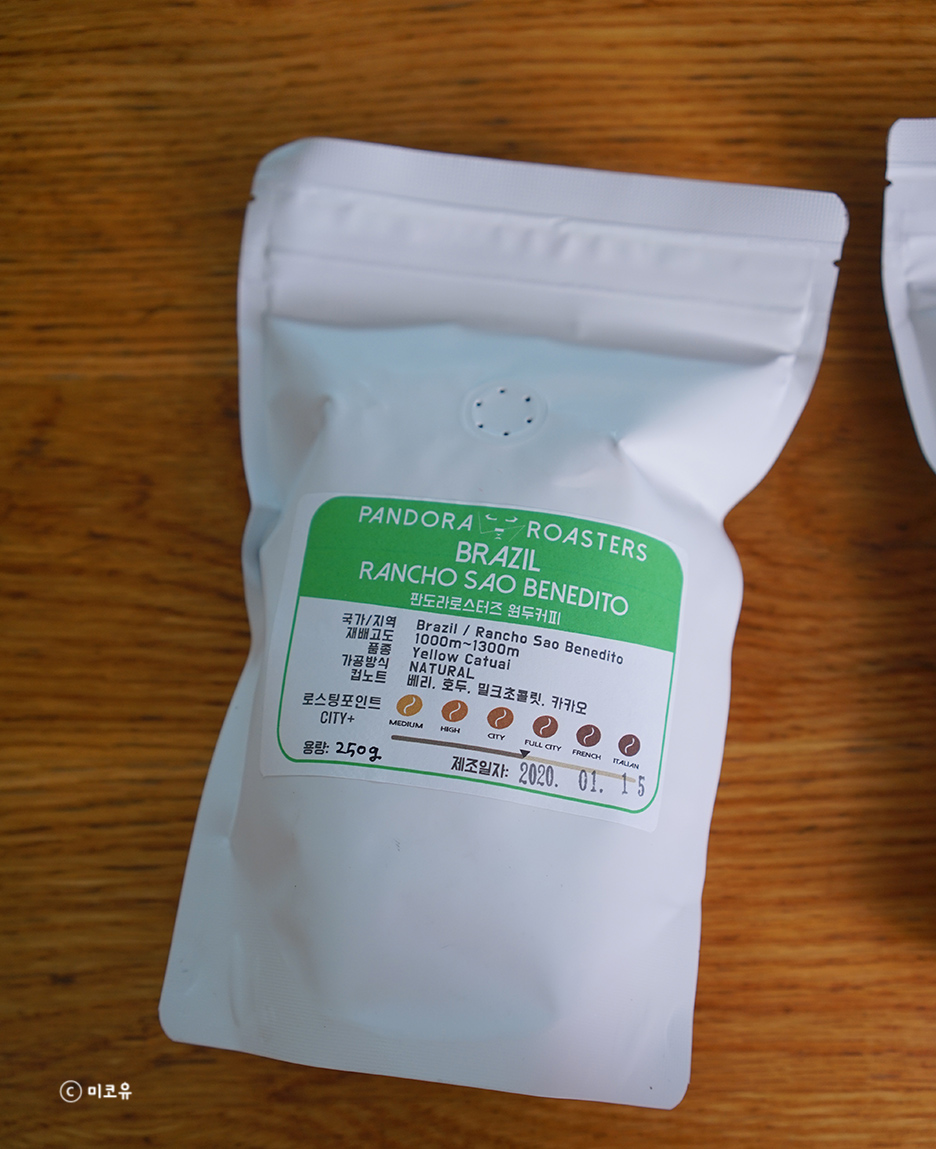 PANDORA ROASTERS
BRAZIL
RANCHO SAO BENEDITO
판도라로스터즈 원두커피
국가/지역 Brazil / Rancho Sao Benedito
재배고도 1000m~1300m
품종 Yellow Catuai
가공방식 NATURAL
컵노트 베리, 호두, 밀크초콜릿, 카카오
로스팅포인트
CITY+
MEDIUM HIGH CITY FULL CITY FRENCH ITALIAN
용량: 250g
제조일자: 2020. 01. 15
ⓒ 미코유